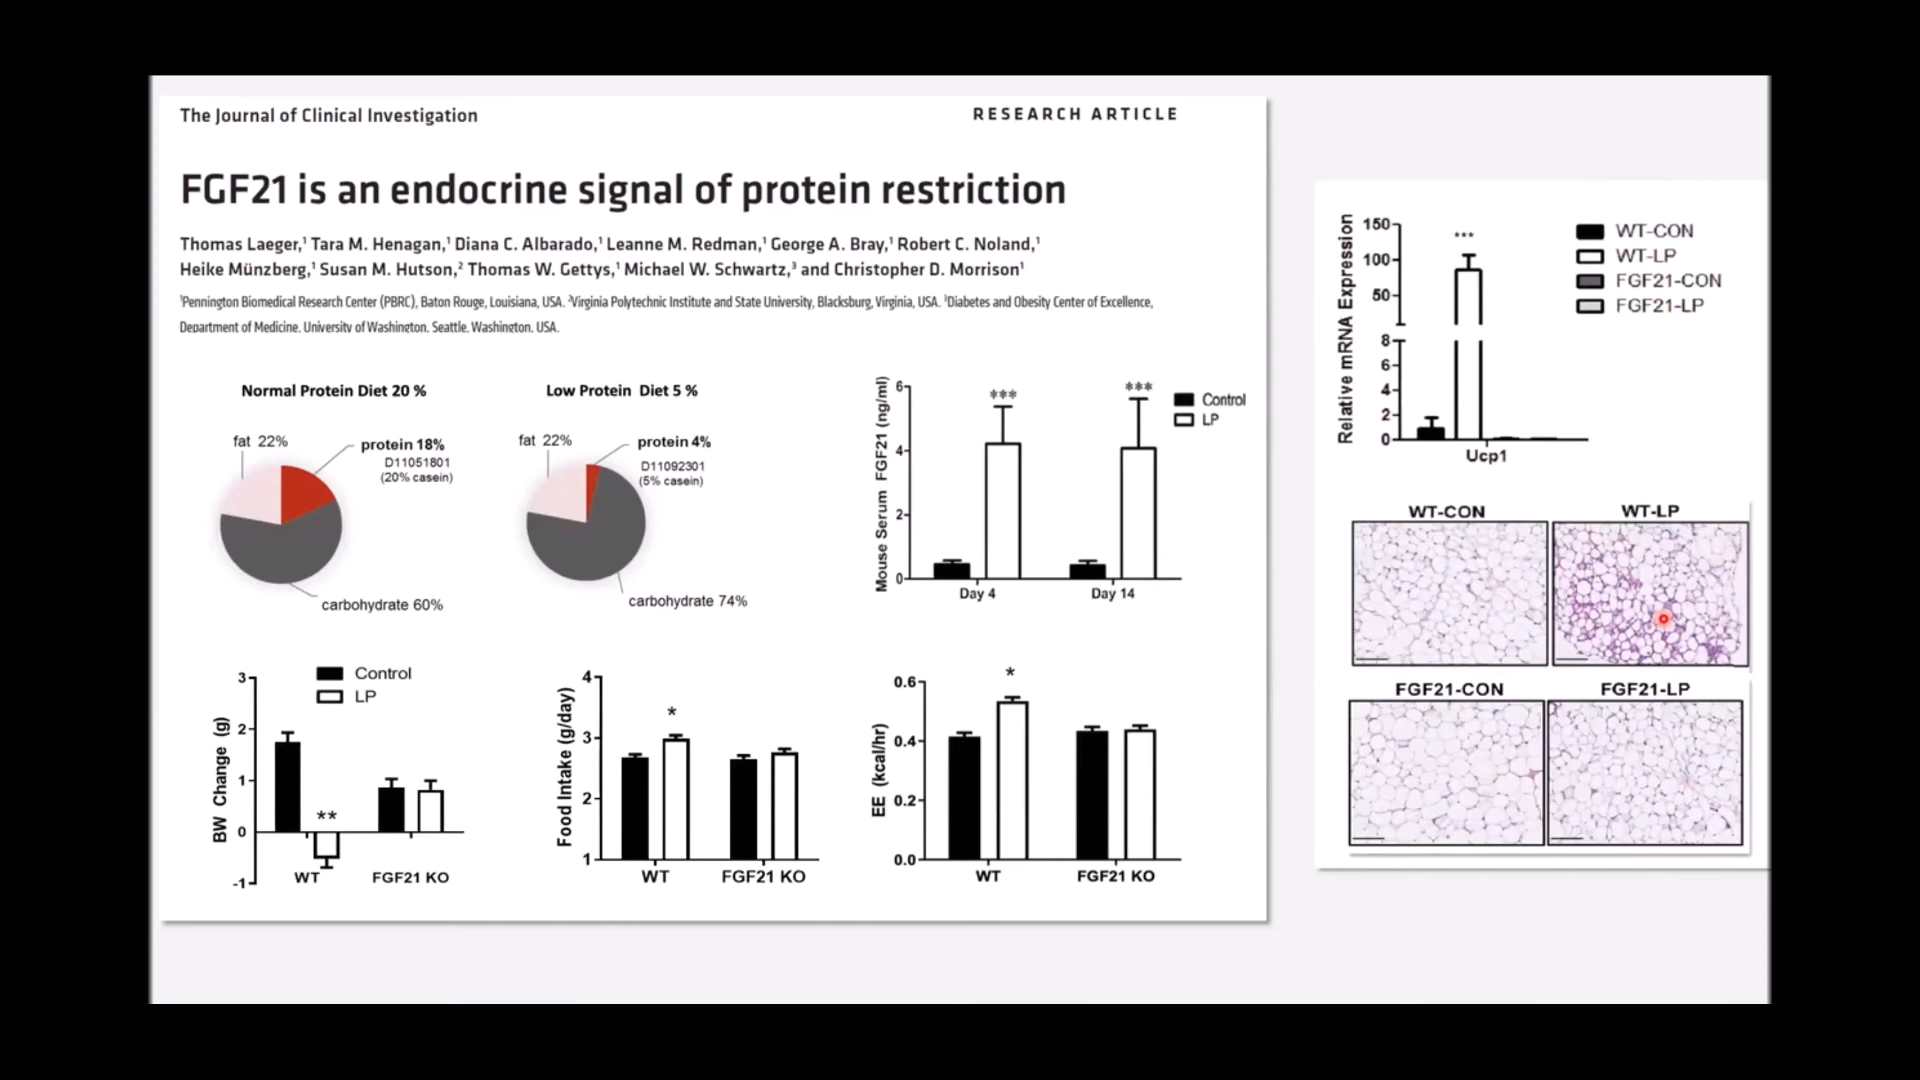 The Journal of Clinical Investigation
RESEARCH ARTICLE
FGF21 is an endocrine signal of protein restriction
Thomas Laeger,¹ Tara M. Henagan,¹ Diana C. Albarado,¹ Leanne M. Redman,¹ George A. Bray,¹ Robert C. Noland,¹
Heike Münzberg,¹ Susan M. Hutson,² Thomas W. Gettys,¹ Michael W. Schwartz,³ and Christopher D. Morrison¹
¹Pennington Biomedical Research Center (PBRC), Baton Rouge, Louisiana, USA. ²Virginia Polytechnic Institute and State University, Blacksburg, Virginia, USA. ³Diabetes and Obesity Center of Excellence,
Department of Medicine, University of Washington, Seattle, Washington, USA.
Normal Protein Diet 20 %
fat 22%
protein 18%
D11051801
(20% casein)
carbohydrate 60%
Low Protein Diet 5 %
fat 22%
protein 4%
D11092301
(5% casein)
carbohydrate 74%
Mouse Serum FGF21 (ng/ml)
6
4
2
0
***
***
Day 4
Day 14
Control
LP
BW Change (g)
3
2
1
0
-1
Control
LP
**
WT
FGF21 KO
Food Intake (g/day)
4
3
2
1
*
WT
FGF21 KO
EE (kcal/hr)
0.6
0.4
0.2
0.0
*
WT
FGF21 KO
Relative mRNA Expression
150
100
50
8
6
4
2
0
***
Ucp1
WT-CON
WT-LP
FGF21-CON
FGF21-LP
WT-CON
WT-LP
FGF21-CON
FGF21-LP